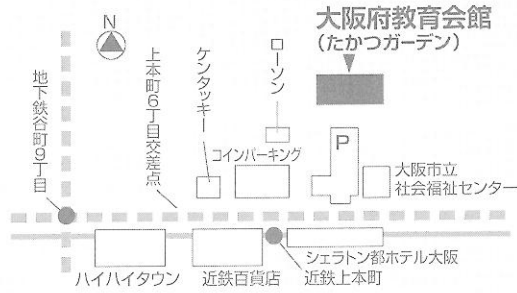 N
大阪府教育会館
(たかつガーデン)
ローソン
ケンタッキー
上本町6丁目交差点
地下鉄谷町9丁目
コインパーキング
P
大阪市立
社会福祉センター
ハイハイタウン
近鉄百貨店
シェラトン都ホテル大阪
近鉄上本町